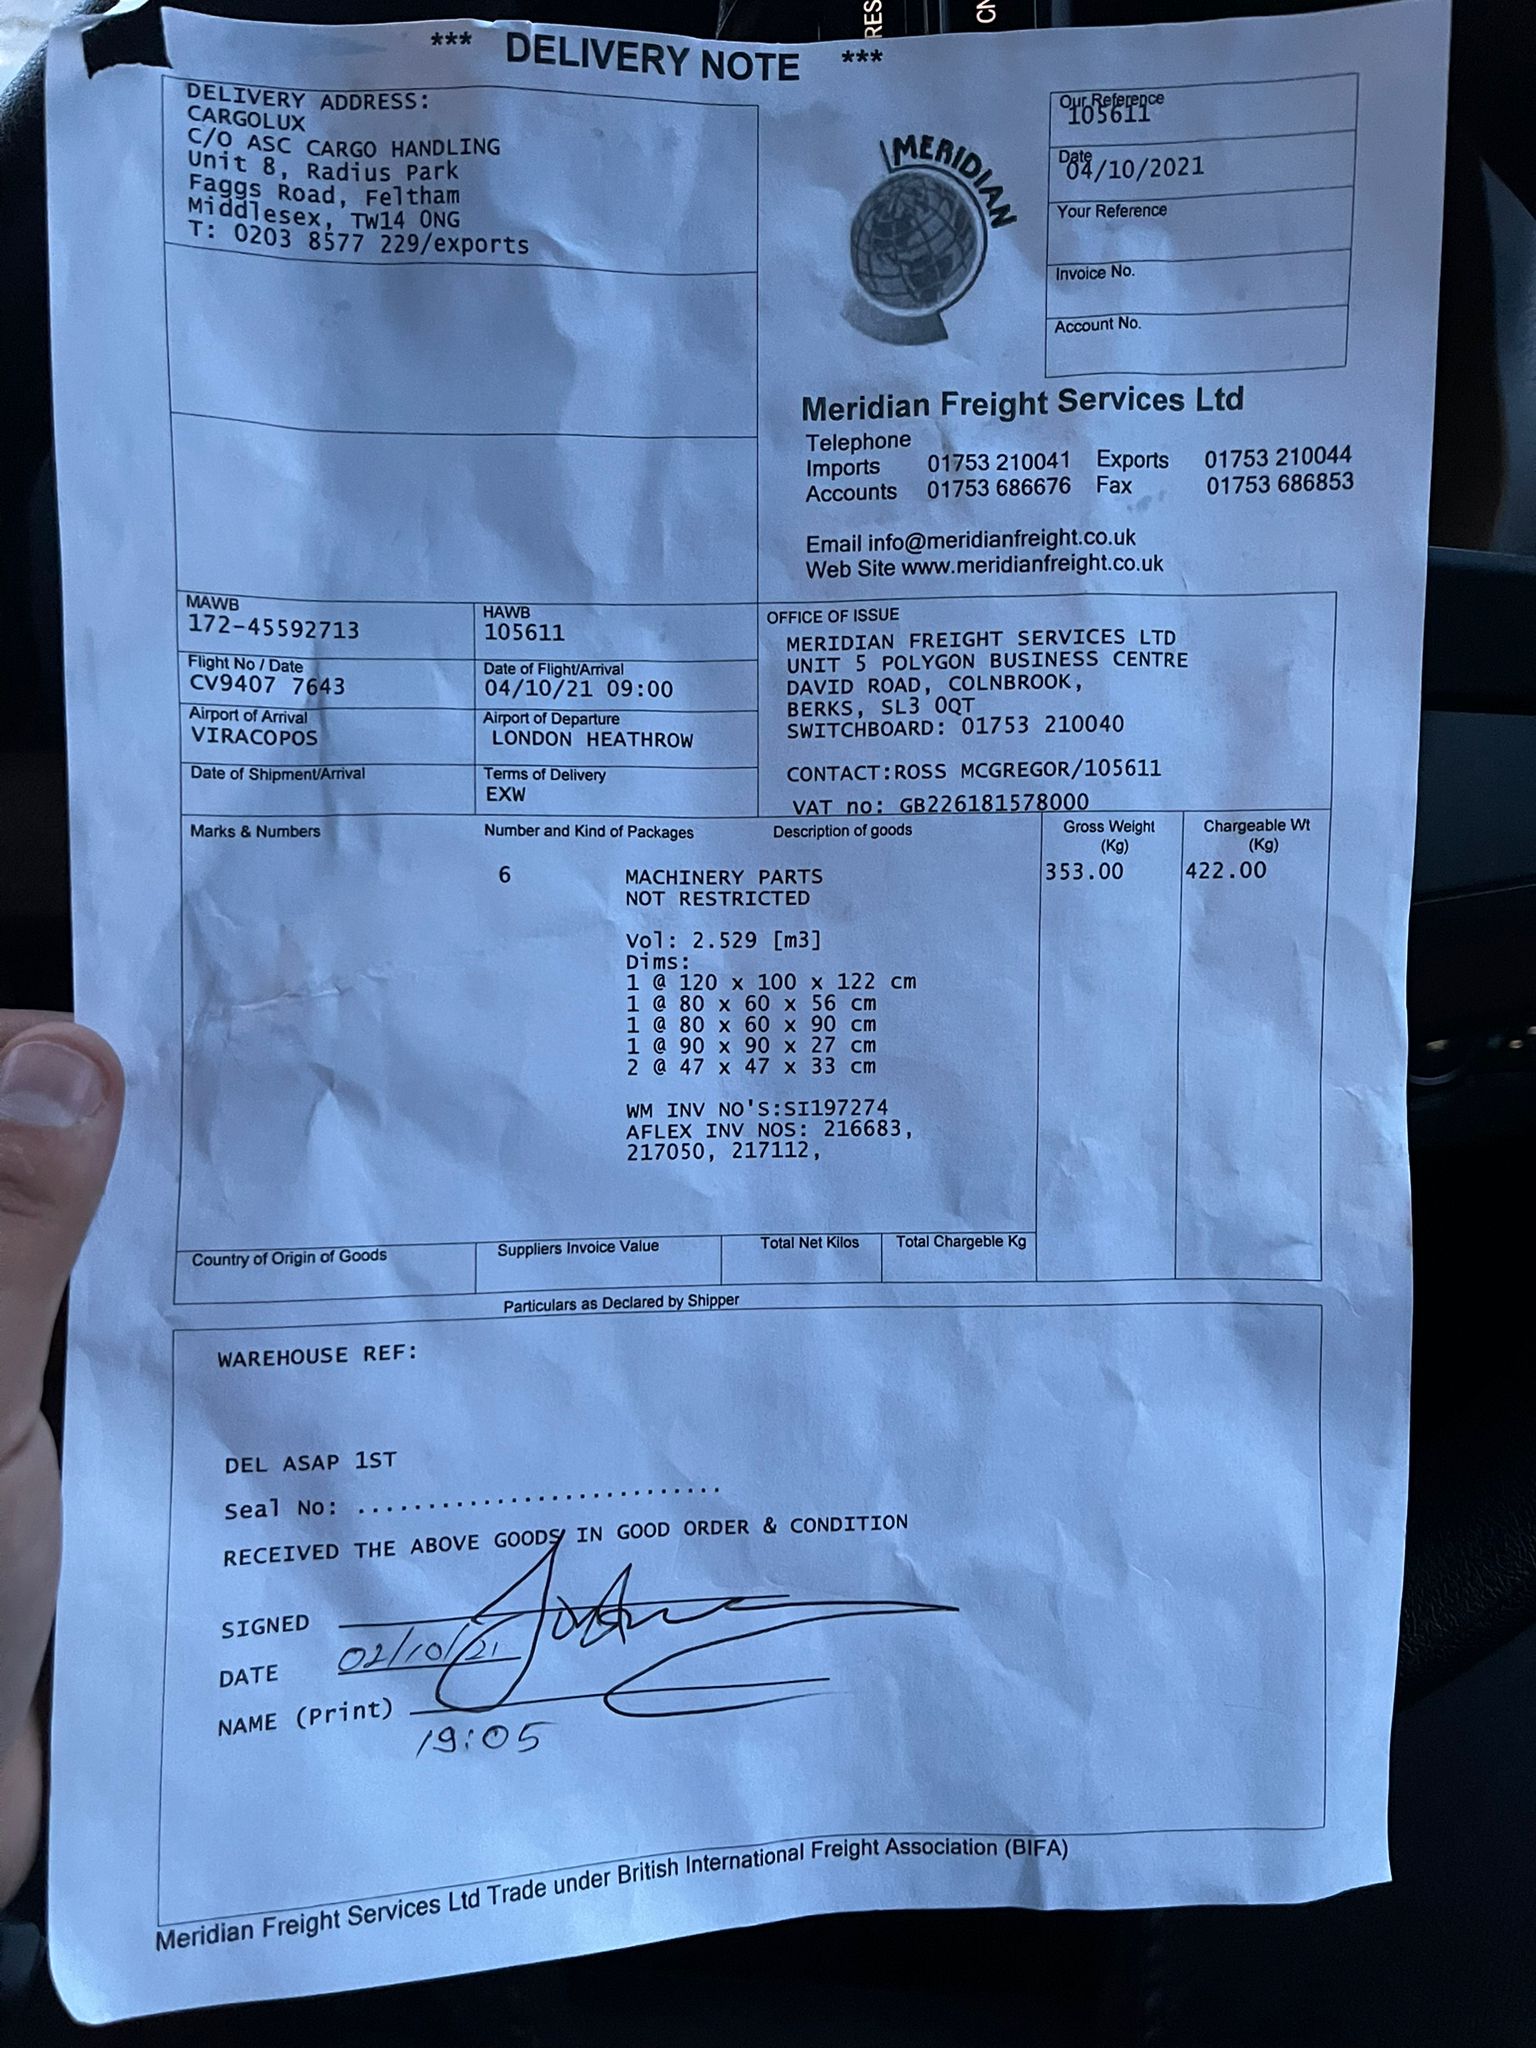 *** DELIVERY NOTE ***
DELIVERY ADDRESS:
CARGOLUX
C/O ASC CARGO HANDLING
Unit 8, Radius Park
Faggs Road, Feltham
Middlesex, TW14 0NG
T: 0203 8577 229/exports
MERIDIAN
Our Reference
105611
Date
04/10/2021
Your Reference
Invoice No.
Account No.
Meridian Freight Services Ltd
Telephone
Imports 01753 210041 Exports 01753 210044
Accounts 01753 686676 Fax 01753 686853
Email info@meridianfreight.co.uk
Web Site www.meridianfreight.co.uk
MAWB
172-45592713
HAWB
105611
Flight No / Date
CV9407 7643
Date of Flight/Arrival
04/10/21 09:00
Airport of Arrival
VIRACOPOS
Airport of Departure
LONDON HEATHROW
Date of Shipment/Arrival
Terms of Delivery
EXW
OFFICE OF ISSUE
MERIDIAN FREIGHT SERVICES LTD
UNIT 5 POLYGON BUSINESS CENTRE
DAVID ROAD, COLNBROOK,
BERKS, SL3 0QT
SWITCHBOARD: 01753 210040
CONTACT:ROSS MCGREGOR/105611
VAT no: GB226181578000
Marks & Numbers
Number and Kind of Packages
Description of goods
Gross Weight
(Kg)
Chargeable Wt
(Kg)
6
MACHINERY PARTS
NOT RESTRICTED
353.00
422.00
Vol: 2.529 [m3]
Dims:
1 @ 120 x 100 x 122 cm
1 @ 80 x 60 x 56 cm
1 @ 80 x 60 x 90 cm
1 @ 90 x 90 x 27 cm
2 @ 47 x 47 x 33 cm
WM INV NO'S:SI197274
AFLEX INV NOS: 216683,
217050, 217112,
Country of Origin of Goods
Suppliers Invoice Value
Total Net Kilos
Total Chargeble Kg
Particulars as Declared by Shipper
WAREHOUSE REF:
DEL ASAP 1ST
Seal No: ..........................
RECEIVED THE ABOVE GOODS IN GOOD ORDER & CONDITION
SIGNED
DATE 02/10/21
NAME (Print)
19:05
Meridian Freight Services Ltd Trade under British International Freight Association (BIFA)